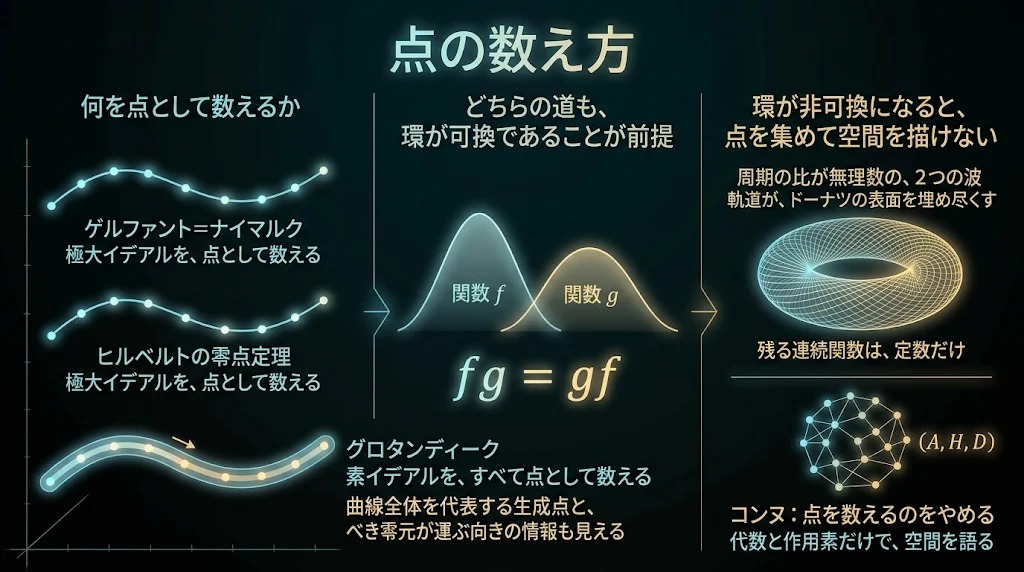 点の数え方
何を点として数えるか
ゲルファント＝ナイマルク
極大イデアルを、点として数える
ヒルベルトの零点定理
極大イデアルを、点として数える
グロタンディーク
素イデアルを、すべて点として数える
曲線全体を代表する生成点と、
べき零元が運ぶ向きの情報も見える
どちらの道も、
環が可換であることが前提
関数 f
関数 g
fg = gf
環が非可換になると、
点を集めて空間を描けない
周期の比が無理数の、2つの波
軌道が、ドーナツの表面を埋め尽くす
残る連続関数は、定数だけ
(A, H, D)
コンヌ：点を数えるのをやめる
代数と作用素だけで、空間を語る